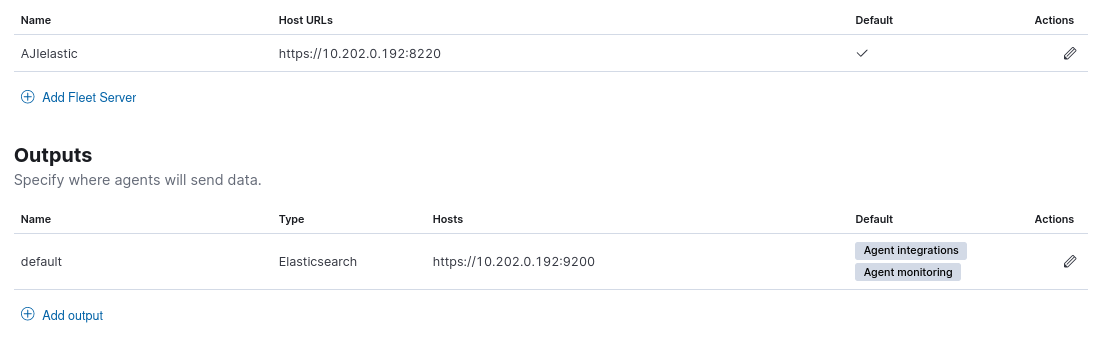 Name Host URLs Default Actions
AJIelastic https://10.202.0.192:8220
Add Fleet Server
Outputs
Specify where agents will send data.
Name Type Hosts Default Actions
default Elasticsearch https://10.202.0.192:9200 Agent integrations
Agent monitoring
Add output